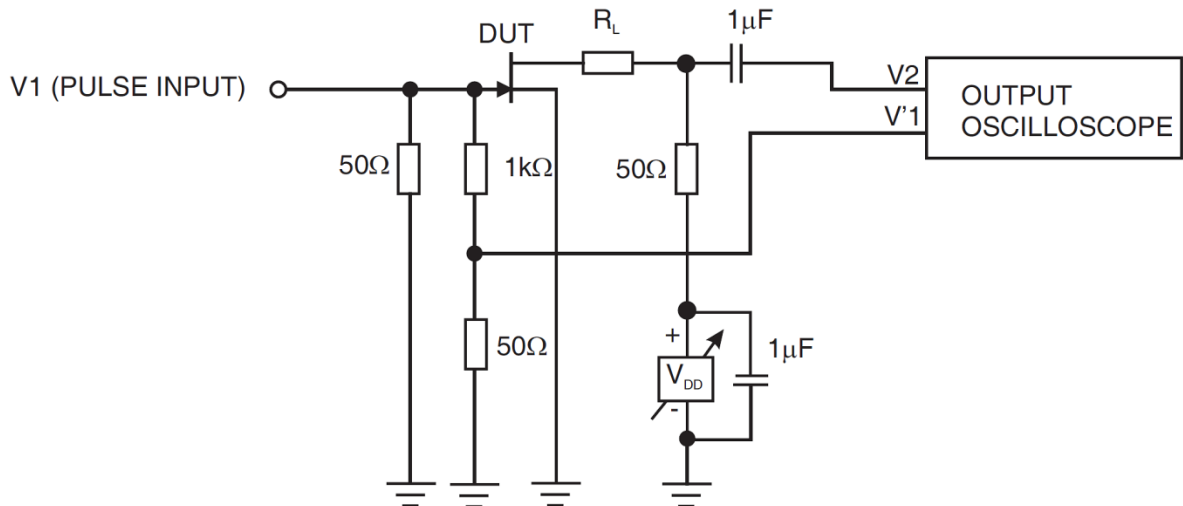 DUT
R_L
1μF
V1 (PULSE INPUT)
V2
V'1
OUTPUT
OSCILLOSCOPE
50Ω
1kΩ
50Ω
50Ω
+
V_DD
-
1μF